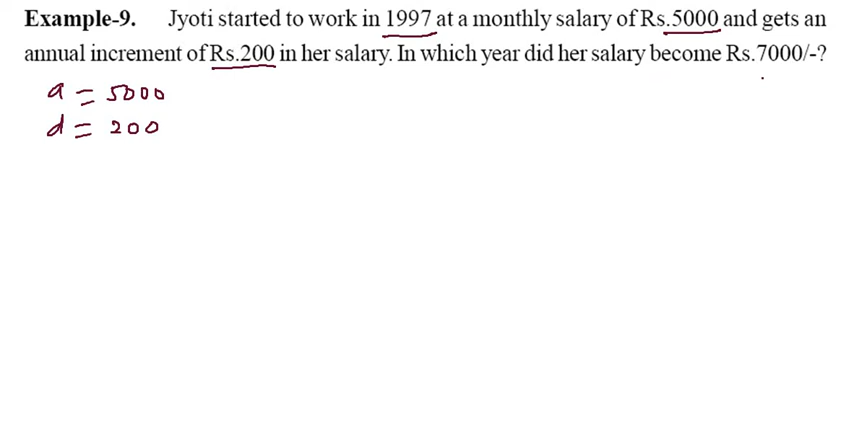 Example-9. Jyoti started to work in 1997 at a monthly salary of Rs.5000 and gets an
annual increment of Rs.200 in her salary. In which year did her salary become Rs.7000/-?
a = 5000
d = 200